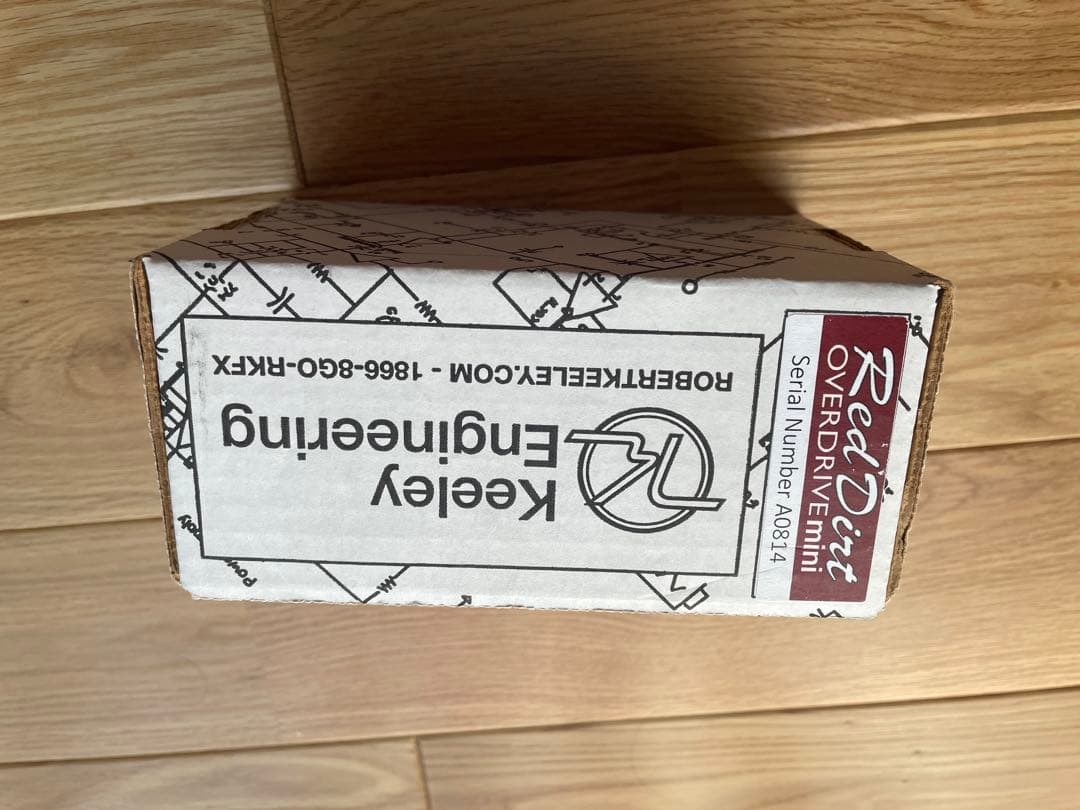 Keeley
Engineering
ROBERTKEELEY.COM - 1866-8GO-RKFX
Red Dirt
OVERDRIVE mini
Serial Number A0814